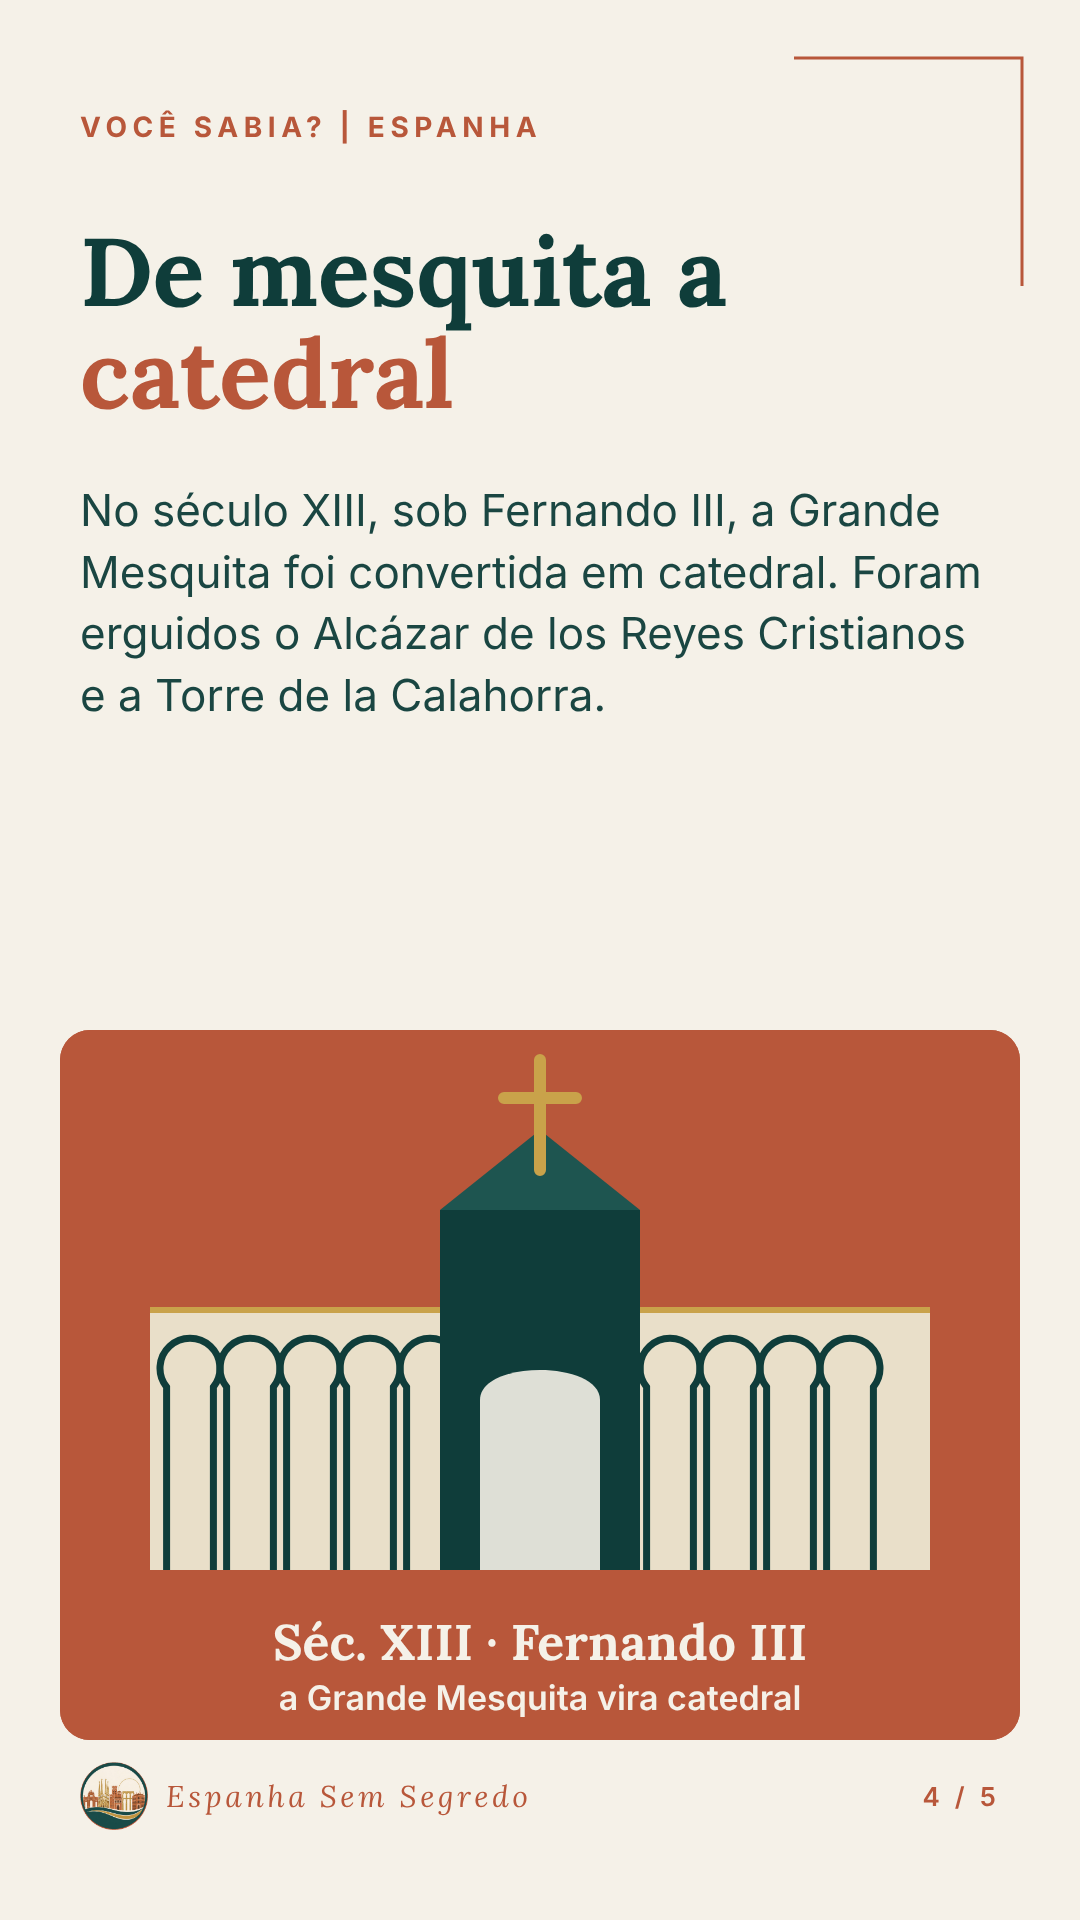 VOCÊ SABIA? | ESPANHA
De mesquita a
catedral
No século XIII, sob Fernando III, a Grande
Mesquita foi convertida em catedral. Foram
erguidos o Alcázar de los Reyes Cristianos
e a Torre de la Calahorra.
Séc. XIII · Fernando III
a Grande Mesquita vira catedral
Espanha Sem Segredo
4 / 5